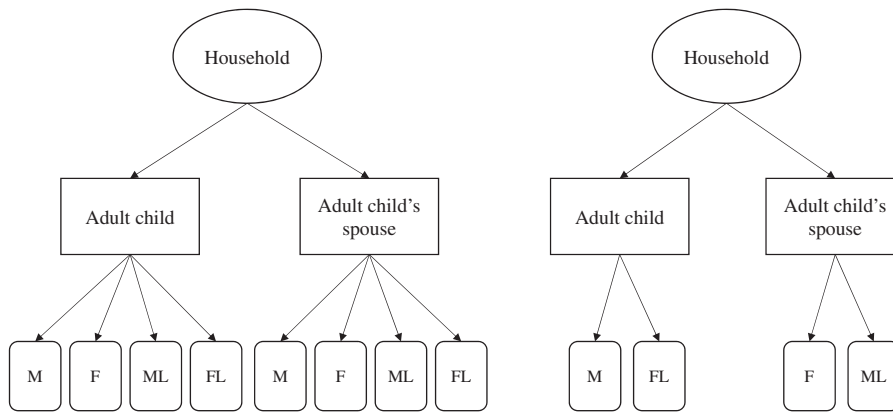 Household
Household
Adult child
Adult child's
spouse
Adult child
Adult child's
spouse
M
F
ML
FL
M
F
ML
FL
M
FL
F
ML